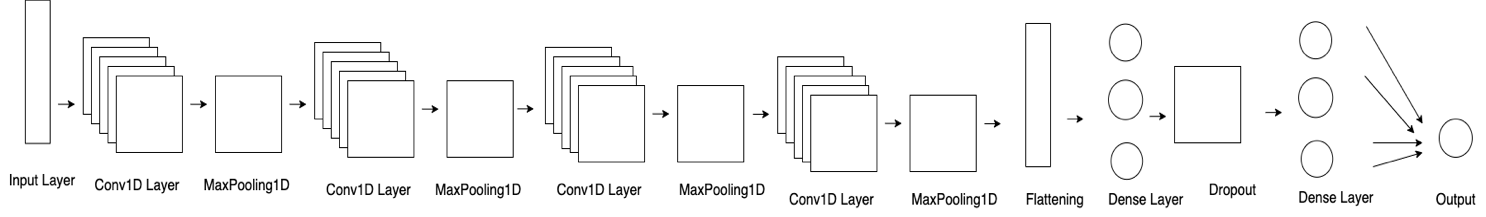 Input Layer
Conv1D Layer
MaxPooling1D
Conv1D Layer
MaxPooling1D
Conv1D Layer
MaxPooling1D
Conv1D Layer
MaxPooling1D
Flattening
Dense Layer
Dropout
Dense Layer
Output